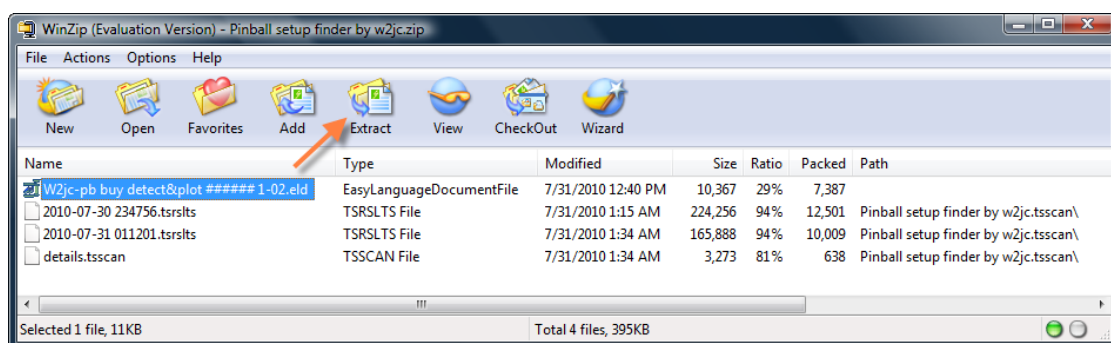 WinZip (Evaluation Version) - Pinball setup finder by w2jc.zip
File Actions Options Help
New Open Favorites Add Extract View CheckOut Wizard
Name Type Modified Size Ratio Packed Path
W2jc-pb buy detect&plot ###### 1-02.eld EasyLanguageDocumentFile 7/31/2010 12:40 PM 10,367 29% 7,387
2010-07-30 234756.tsrslts TSRSLTS File 7/31/2010 1:15 AM 224,256 94% 12,501 Pinball setup finder by w2jc.tsscan\
2010-07-31 011201.tsrslts TSRSLTS File 7/31/2010 1:34 AM 165,888 94% 10,009 Pinball setup finder by w2jc.tsscan\
details.tsscan TSSCAN File 7/31/2010 1:34 AM 3,273 81% 638 Pinball setup finder by w2jc.tsscan\
Selected 1 file, 11KB Total 4 files, 395KB